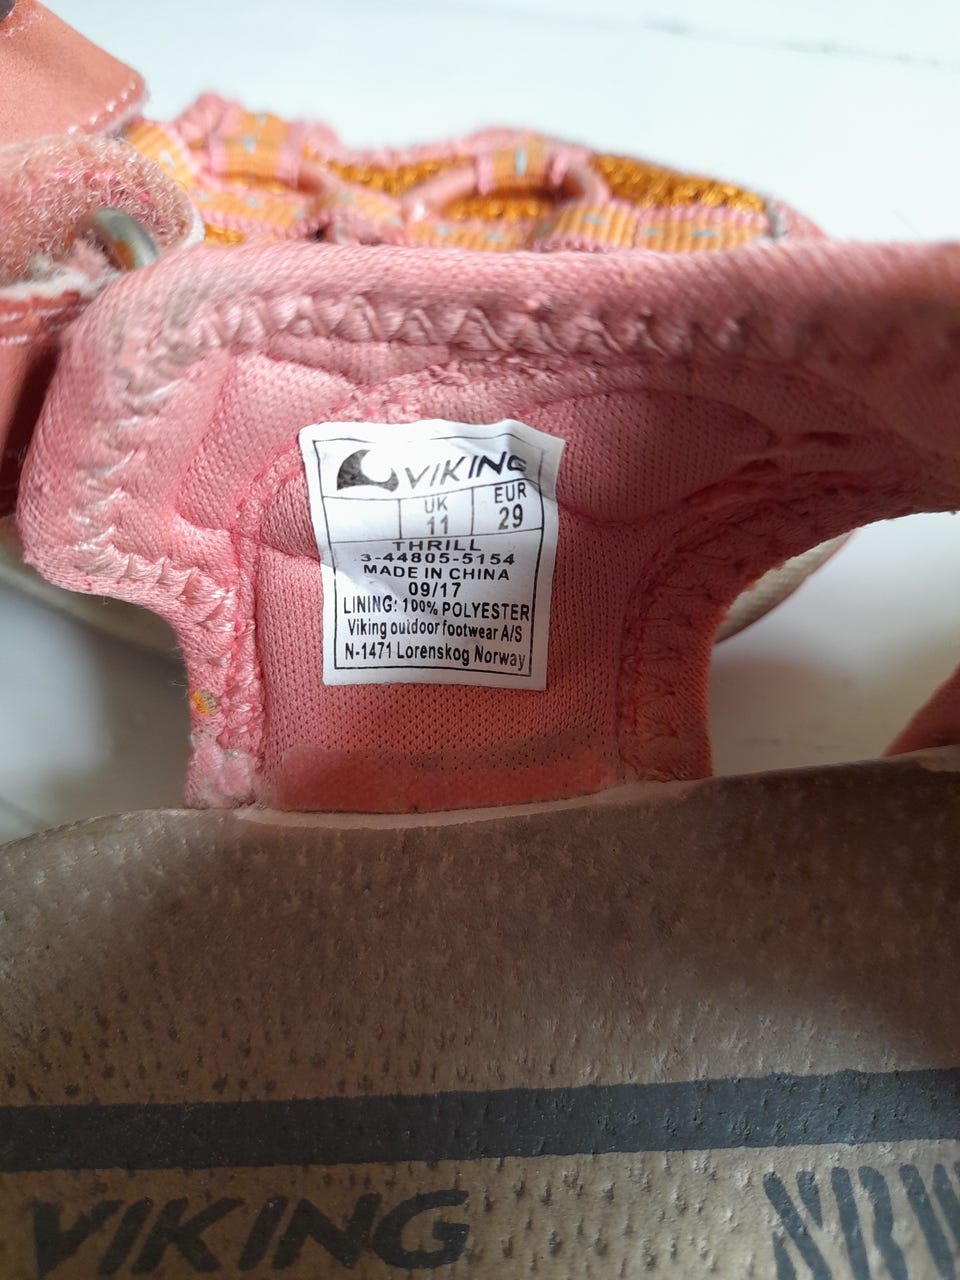 VIKING
UK EUR
11 29
THRILL
3-44805-5154
MADE IN CHINA
09/17
LINING: 100% POLYESTER
Viking outdoor footwear A/S
N-1471 Lorenskog Norway
VIKING